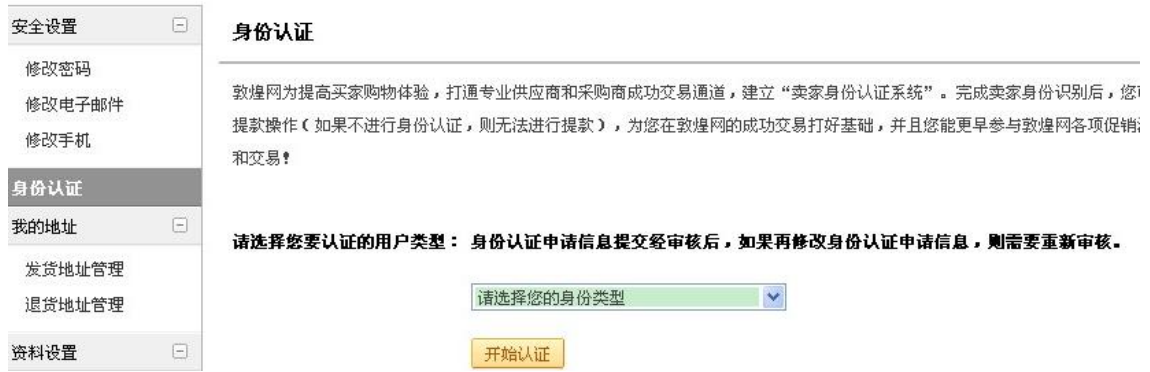 安全设置
修改密码
修改电子邮件
修改手机
身份认证
我的地址
发货地址管理
退货地址管理
资料设置
身份认证
敦煌网为提高买家购物体验，打通专业供应商和采购商成功交易通道，建立“卖家身份认证系统”。完成卖家身份识别后，您
提款操作（如果不进行身份认证，则无法进行提款），为您在敦煌网的成功交易打好基础，并且您能更早参与敦煌网各项促销
和交易！
请选择您要认证的用户类型： 身份认证申请信息提交经审核后，如果再修改身份认证申请信息，则需要重新审核。
请选择您的身份类型
开始认证